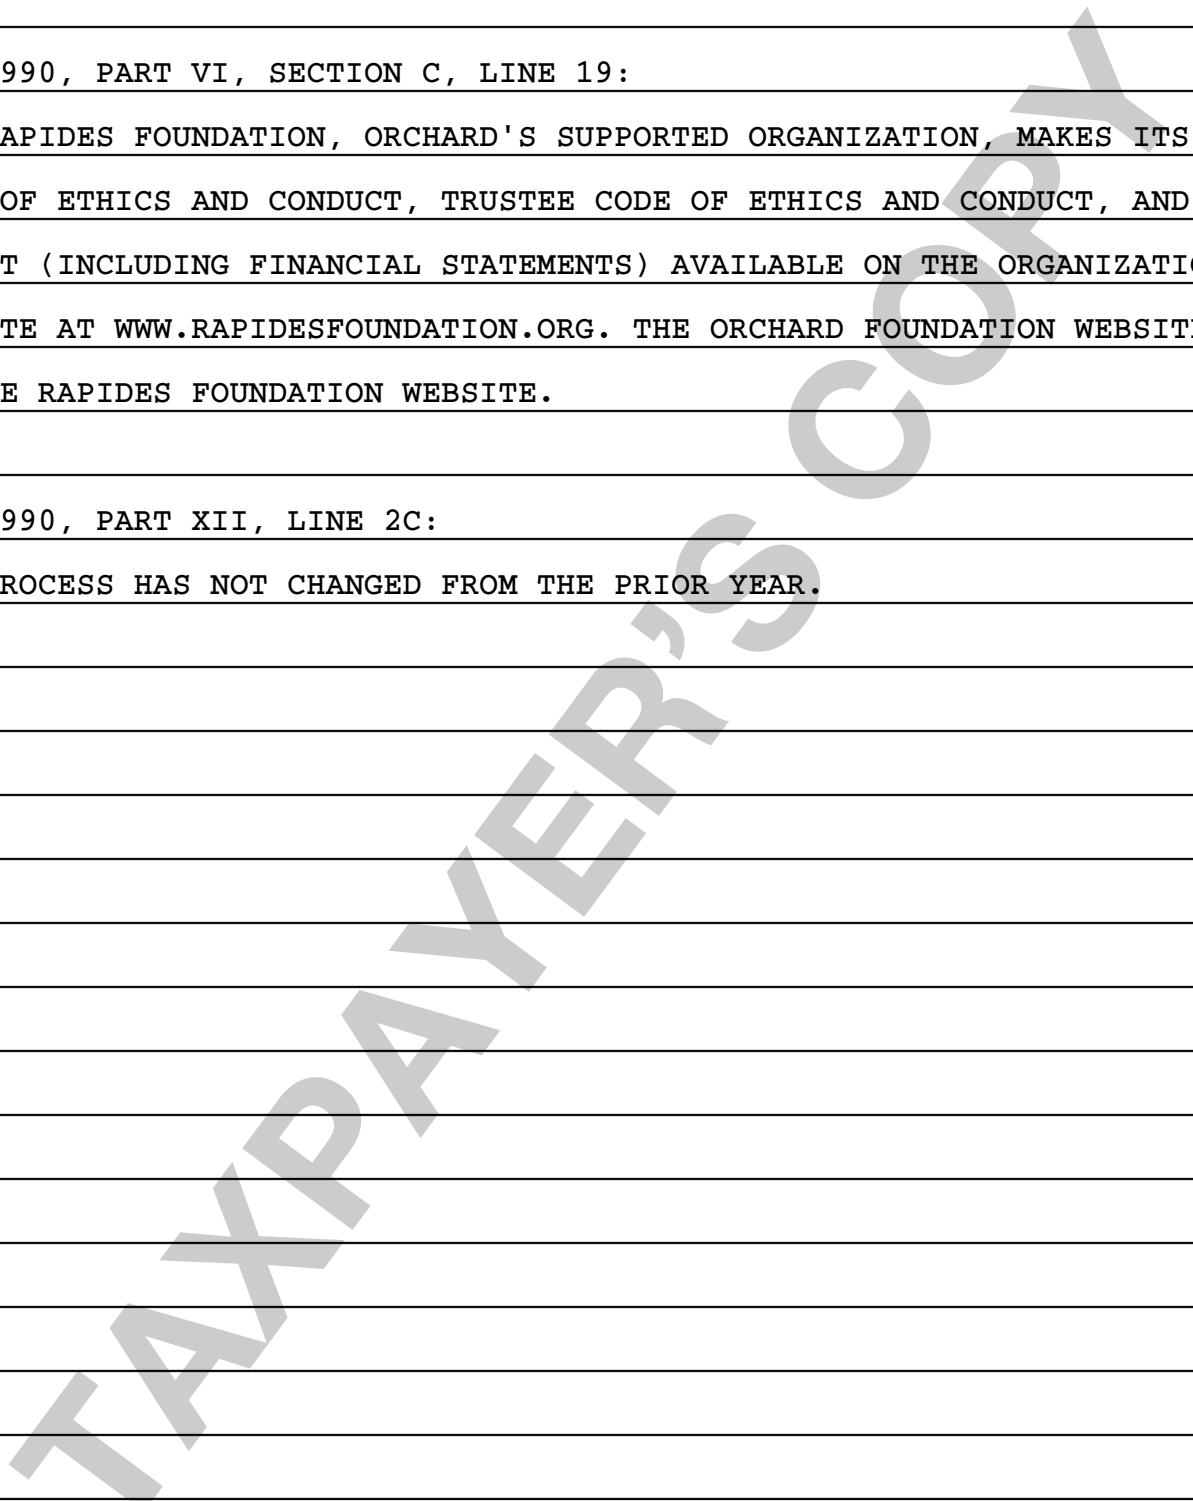 990, PART VI, SECTION C, LINE 19:
APIDES FOUNDATION, ORCHARD'S SUPPORTED ORGANIZATION, MAKES ITS
OF ETHICS AND CONDUCT, TRUSTEE CODE OF ETHICS AND CONDUCT, AND
T (INCLUDING FINANCIAL STATEMENTS) AVAILABLE ON THE ORGANIZATIO
TE AT WWW.RAPIDESFOUNDATION.ORG. THE ORCHARD FOUNDATION WEBSITE
E RAPIDES FOUNDATION WEBSITE.
990, PART XII, LINE 2C:
ROCESS HAS NOT CHANGED FROM THE PRIOR YEAR.
TAXPAYER'S COPY